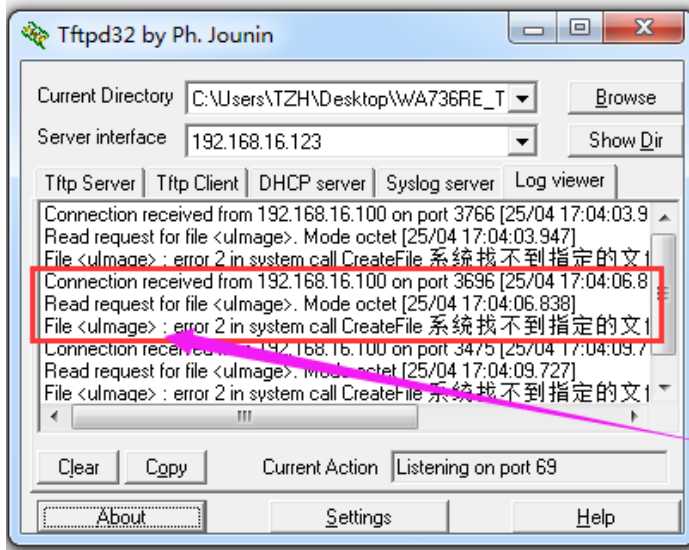 Tftpd32 by Ph. Jounin
Current Directory C:\Users\TZH\Desktop\WA736RE_T Browse
Server interface 192.168.16.123 Show Dir
Tftp Server Tftp Client DHCP server Syslog server Log viewer
Connection received from 192.168.16.100 on port 3766 [25/04 17:04:03.9
Read request for file <uImage>. Mode octet [25/04 17:04:03.947]
File <uImage> : error 2 in system call CreateFile 系统找不到指定的文
Connection received from 192.168.16.100 on port 3696 [25/04 17:04:06.8
Read request for file <uImage>. Mode octet [25/04 17:04:06.838]
File <uImage> : error 2 in system call CreateFile 系统找不到指定的文
Connection received from 192.168.16.100 on port 3475 [25/04 17:04:09.7
Read request for file <uImage>. Mode octet [25/04 17:04:09.727]
File <uImage> : error 2 in system call CreateFile 系统找不到指定的文
Clear Copy Current Action Listening on port 69
About Settings Help